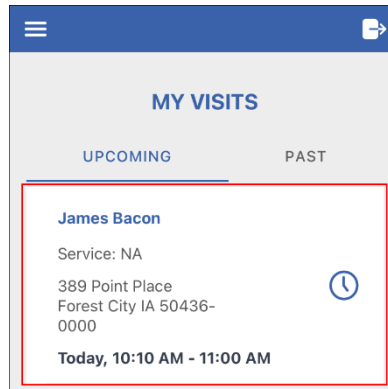 MY VISITS
UPCOMING PAST
James Bacon
Service: NA
389 Point Place
Forest City IA 50436-
0000
Today, 10:10 AM - 11:00 AM